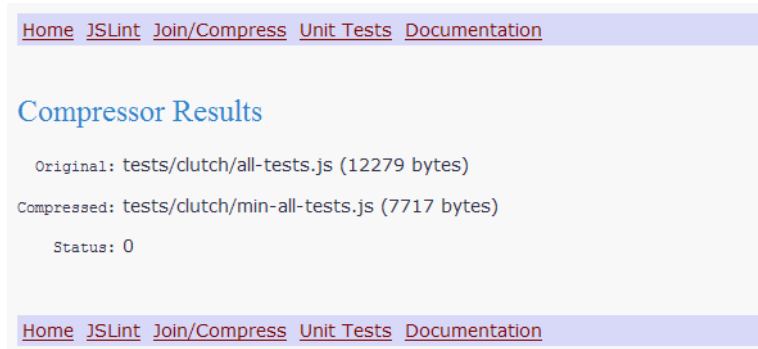 Home JSLint Join/Compress Unit Tests Documentation
Compressor Results
Original: tests/clutch/all-tests.js (12279 bytes)
Compressed: tests/clutch/min-all-tests.js (7717 bytes)
Status: 0
Home JSLint Join/Compress Unit Tests Documentation